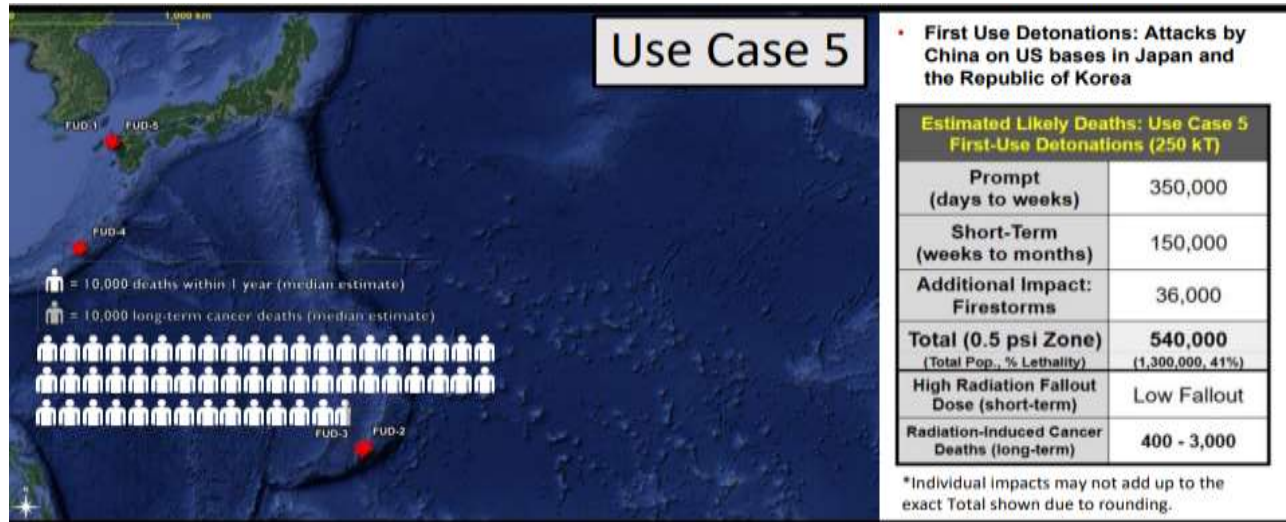 1,000 km
Use Case 5
FUD-1
FUD-5
FUD-4
= 10,000 deaths within 1 year (median estimate)
= 10,000 long-term cancer deaths (median estimate)
FUD-3
FUD-2
• First Use Detonations: Attacks by
China on US bases in Japan and
the Republic of Korea
Estimated Likely Deaths: Use Case 5
First-Use Detonations (250 kT)
Prompt
(days to weeks)
350,000
Short-Term
(weeks to months)
150,000
Additional Impact:
Firestorms
36,000
Total (0.5 psi Zone)
(Total Pop., % Lethality)
540,000
(1,300,000, 41%)
High Radiation Fallout
Dose (short-term)
Low Fallout
Radiation-Induced Cancer
Deaths (long-term)
400 - 3,000
*Individual impacts may not add up to the
exact Total shown due to rounding.